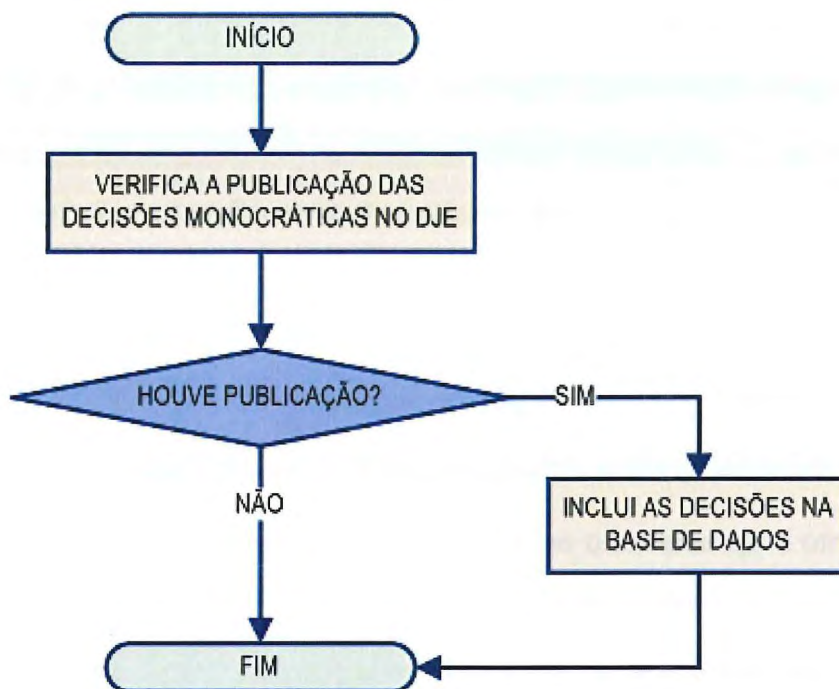 INÍCIO
VERIFICA A PUBLICAÇÃO DAS
DECISÕES MONOCRÁTICAS NO DJE
HOUVE PUBLICAÇÃO?
SIM
NÃO
INCLUI AS DECISÕES NA
BASE DE DADOS
FIM